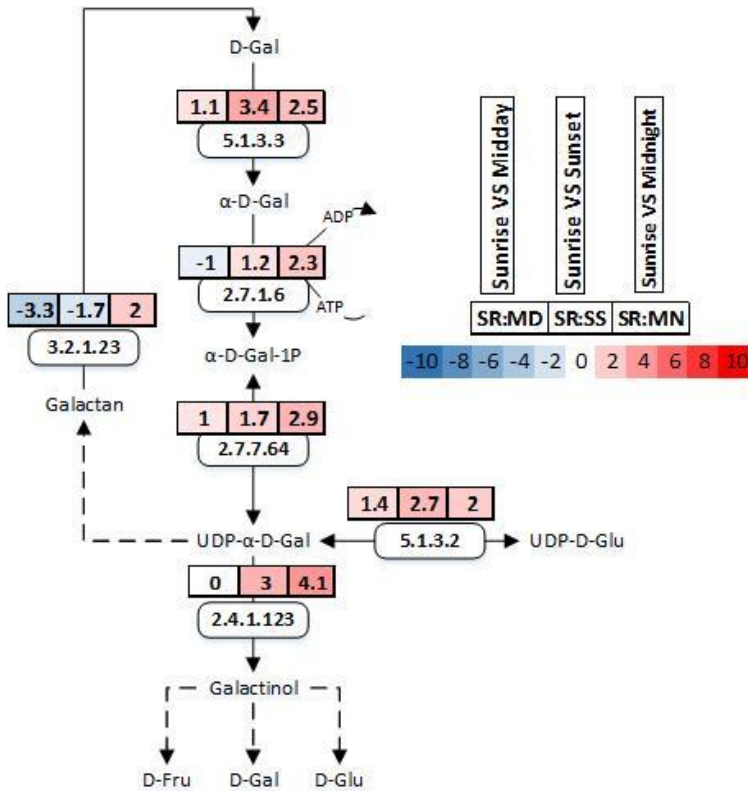 D-Gal
1.1 3.4 2.5
5.1.3.3
α-D-Gal
ADP
-1 1.2 2.3
2.7.1.6
ATP
α-D-Gal-1P
1 1.7 2.9
2.7.7.64
-3.3 -1.7 2
3.2.1.23
Galactan
UDP-α-D-Gal
1.4 2.7 2
5.1.3.2
UDP-D-Glu
0 3 4.1
2.4.1.123
Galactinol
D-Fru D-Gal D-Glu
Sunrise VS Midday
Sunrise VS Sunset
Sunrise VS Midnight
SR:MD SR:SS SR:MN
-10 -8 -6 -4 -2 0 2 4 6 8 10